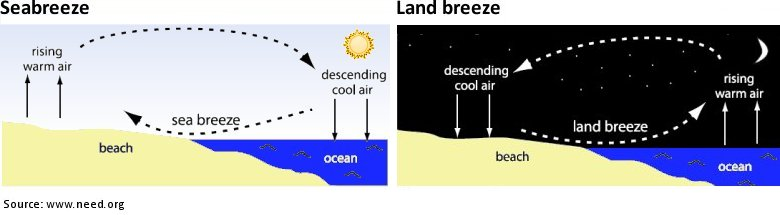 Seabreeze
rising
warm air
descending
cool air
sea breeze
beach
ocean
Land breeze
descending
cool air
rising
warm air
land breeze
beach
ocean
Source: www.need.org